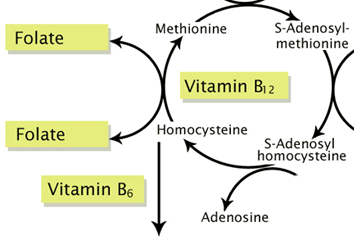 Folate
Methionine
S-Adenosyl-
methionine
Vitamin B12
Folate
Homocysteine
S-Adenosyl
homocysteine
Vitamin B6
Adenosine